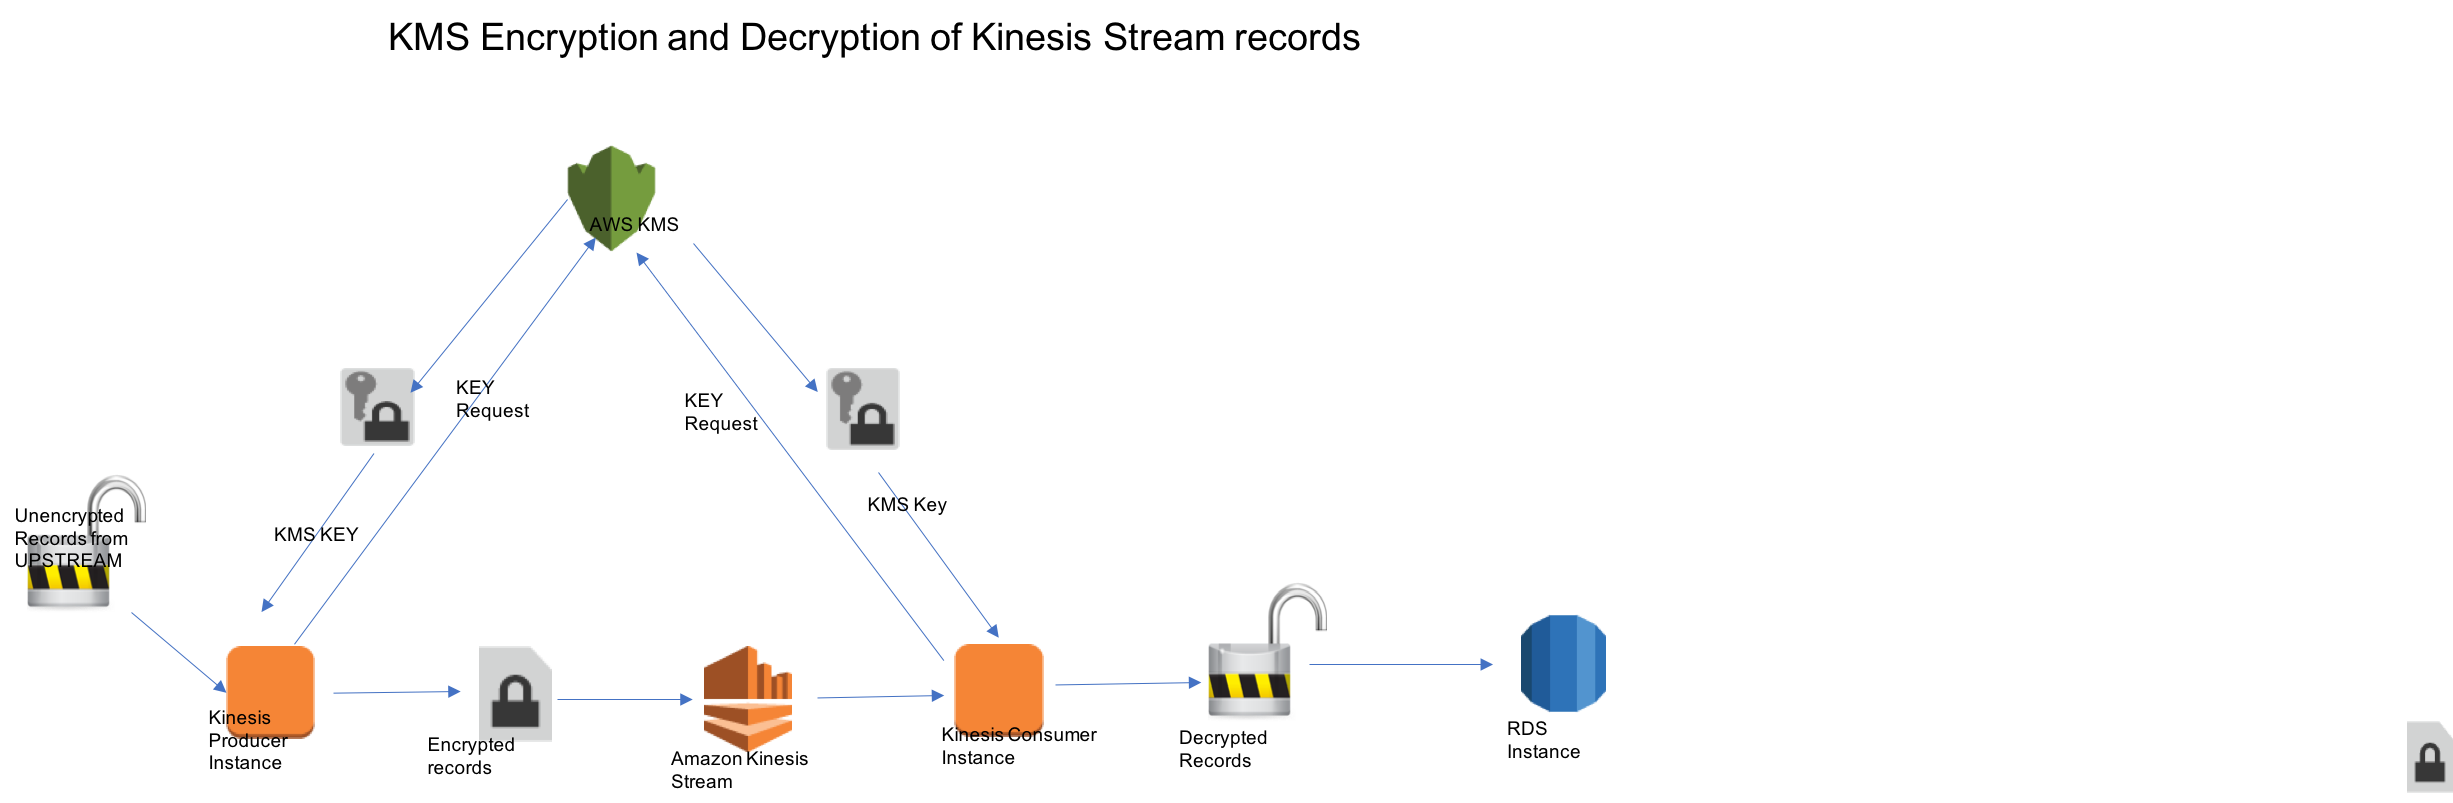 KMS Encryption and Decryption of Kinesis Stream records
AWS KMS
KEY
Request
KEY
Request
KMS Key
Unencrypted
Records from
UPSTREAM
KMS KEY
Kinesis
Producer
Instance
Encrypted
records
Amazon Kinesis
Stream
Kinesis Consumer
Instance
Decrypted
Records
RDS
Instance